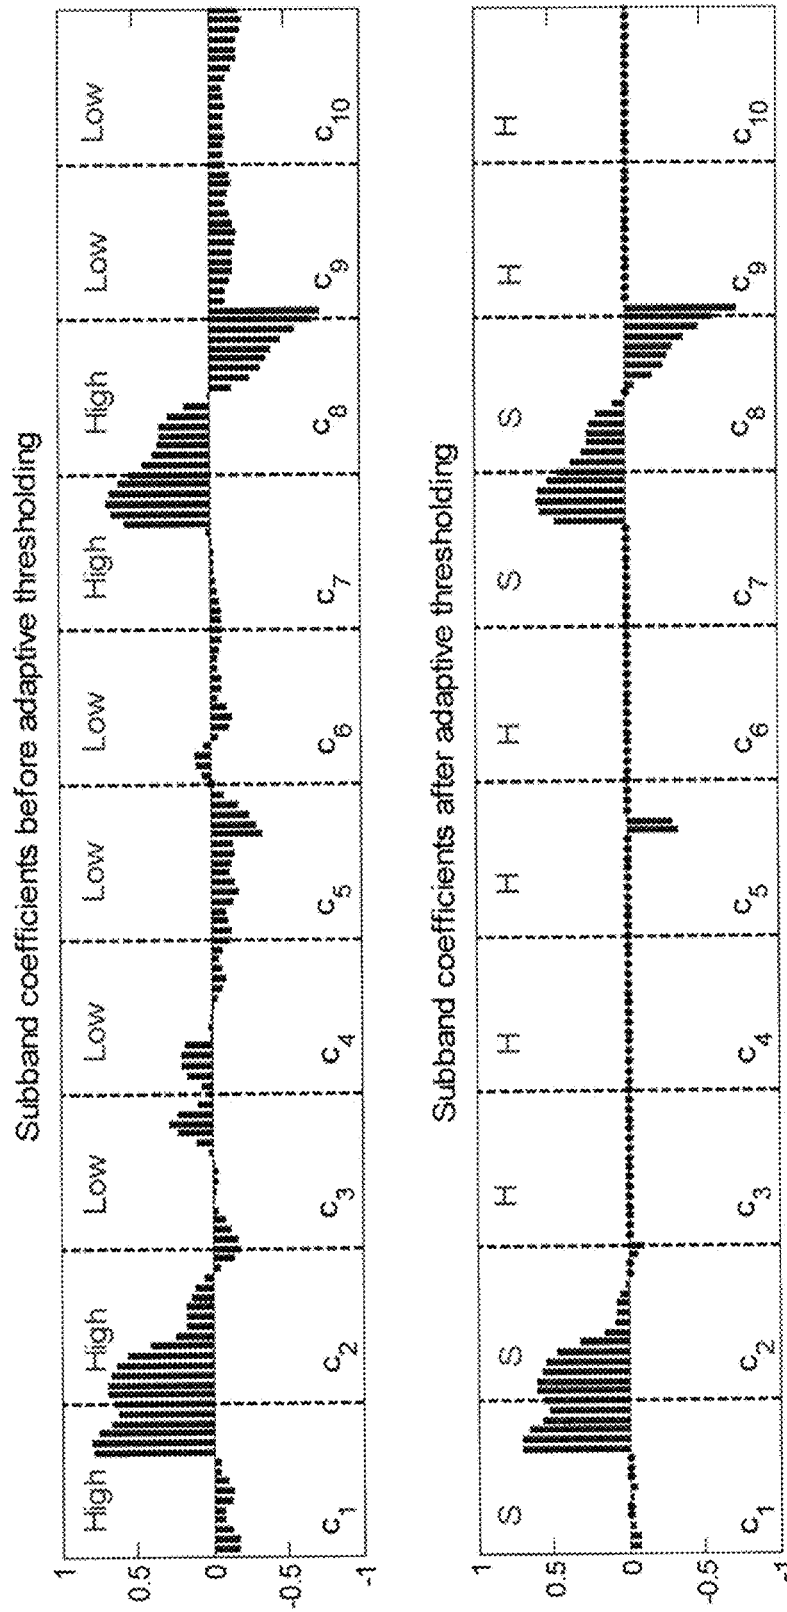 Subband coefficients before adaptive thresholding
1
0.5
0
-0.5
-1
High High Low Low Low Low High High Low Low
c1 c2 c3 c4 c5 c6 c7 c8 c9 c10
Subband coefficients after adaptive thresholding
1
0.5
0
-0.5
-1
S S H H H H S S H H
c1 c2 c3 c4 c5 c6 c7 c8 c9 c10